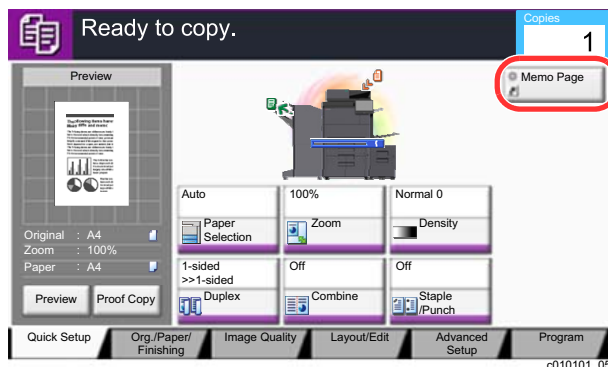 Ready to copy.
Copies
1
Memo Page
Preview
Original : A4
Zoom : 100%
Paper : A4
Preview
Proof Copy
Auto
Paper
Selection
100%
Zoom
Normal 0
Density
1-sided
>>1-sided
Duplex
Off
Combine
Off
Staple
/Punch
Quick Setup
Org./Paper/
Finishing
Image Quality
Layout/Edit
Advanced
Setup
Program
c010101_05